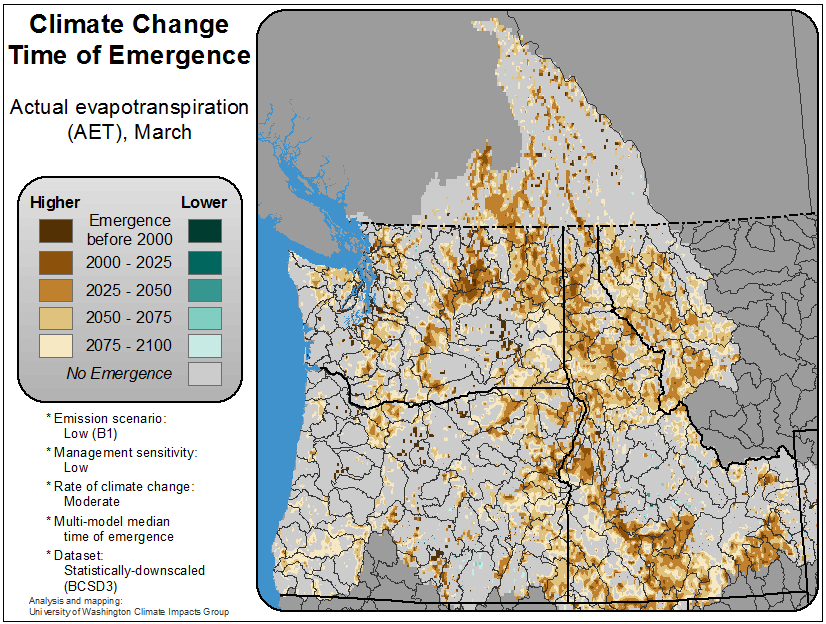 Climate Change
Time of Emergence
Actual evapotranspiration
(AET), March
Higher
Lower
Emergence
before 2000
2000 - 2025
2025 - 2050
2050 - 2075
2075 - 2100
No Emergence
* Emission scenario:
Low (B1)
* Management sensitivity:
Low
* Rate of climate change:
Moderate
* Multi-model median
time of emergence
* Dataset:
Statistically-downscaled
(BCSD3)
Analysis and mapping:
University of Washington Climate Impacts Group